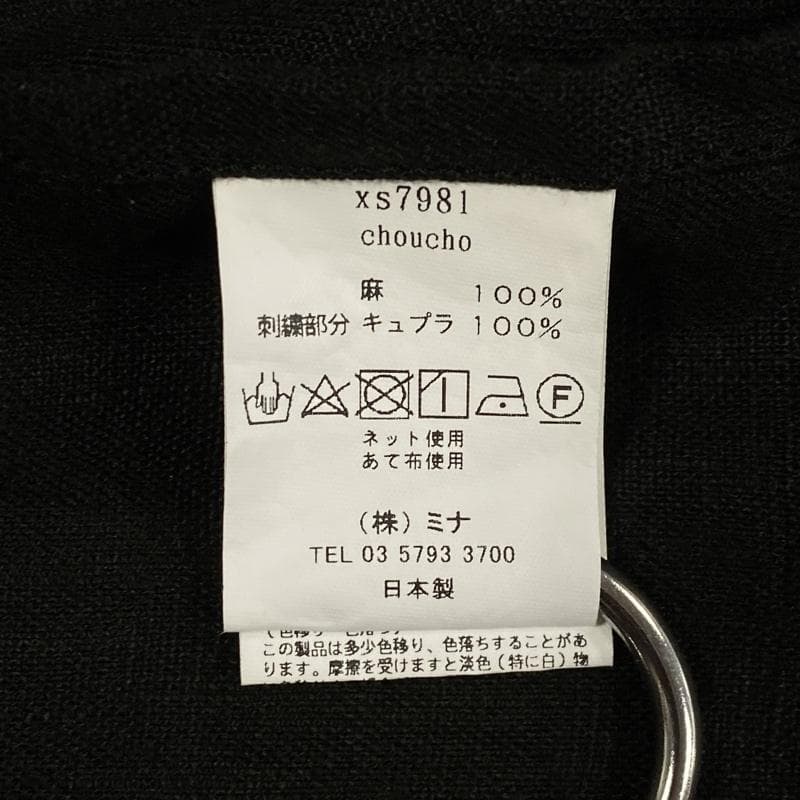 xs7981
choucho
麻 100%
刺繍部分 キュプラ 100%
F
ネット使用
あて布使用
(株)ミナ
TEL 03 5793 3700
日本製
この製品は多少色移り、色落ちすることがあ
ります。摩擦を受けますと淡色(特に白)物